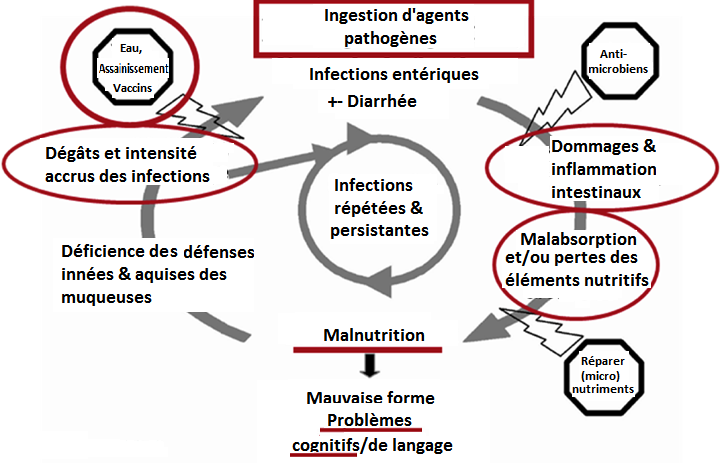 Ingestion d'agents
pathogènes
Eau,
Assainissement
Vaccins
Anti-
microbiens
Infections entériques
+- Diarrhée
Dégâts et intensité
accrus des infections
Dommages &
inflammation
intestinaux
Infections
répétées &
persistantes
Malabsorption
et/ou pertes des
éléments nutritifs
Déficience des défenses
innées & aquises des
muqueuses
Malnutrition
Réparer
(micro)
nutriments
Mauvaise forme
Problèmes
cognitifs/de langage